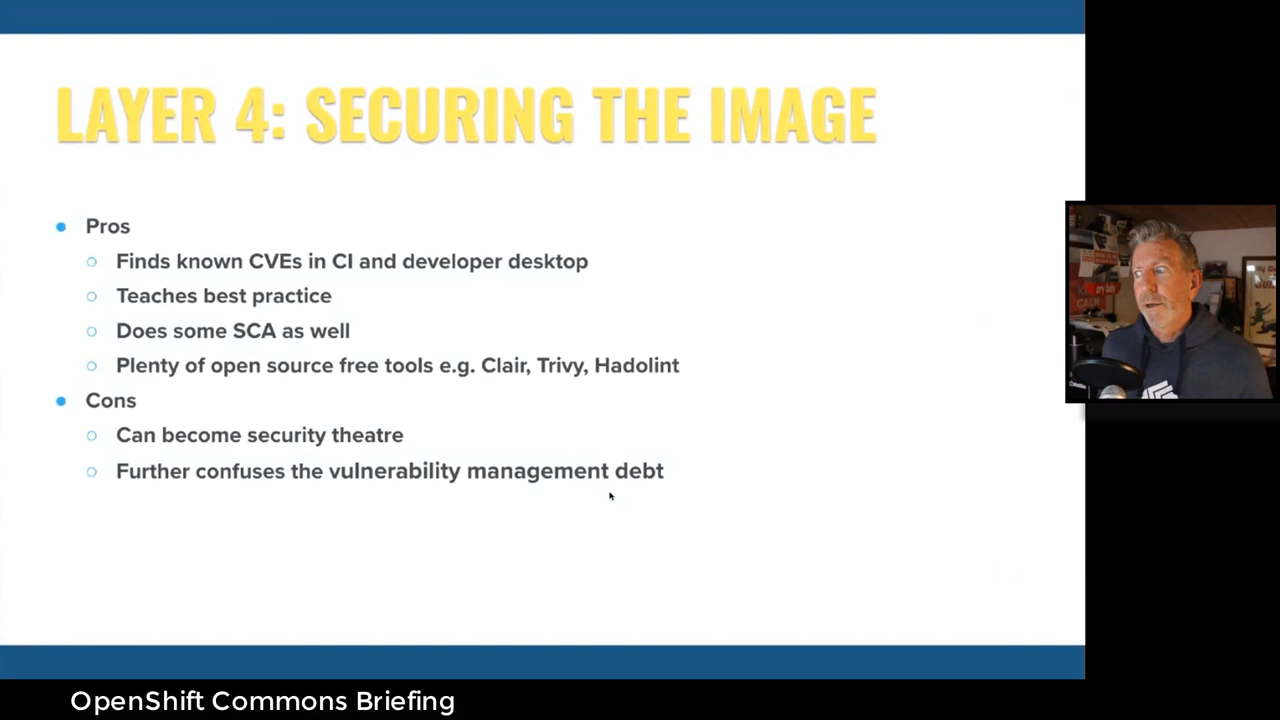 LAYER 4: SECURING THE IMAGE
Pros
Finds known CVEs in CI and developer desktop
Teaches best practice
Does some SCA as well
Plenty of open source free tools e.g. Clair, Trivy, Hadolint
Cons
Can become security theatre
Further confuses the vulnerability management debt
OpenShift Commons Briefing